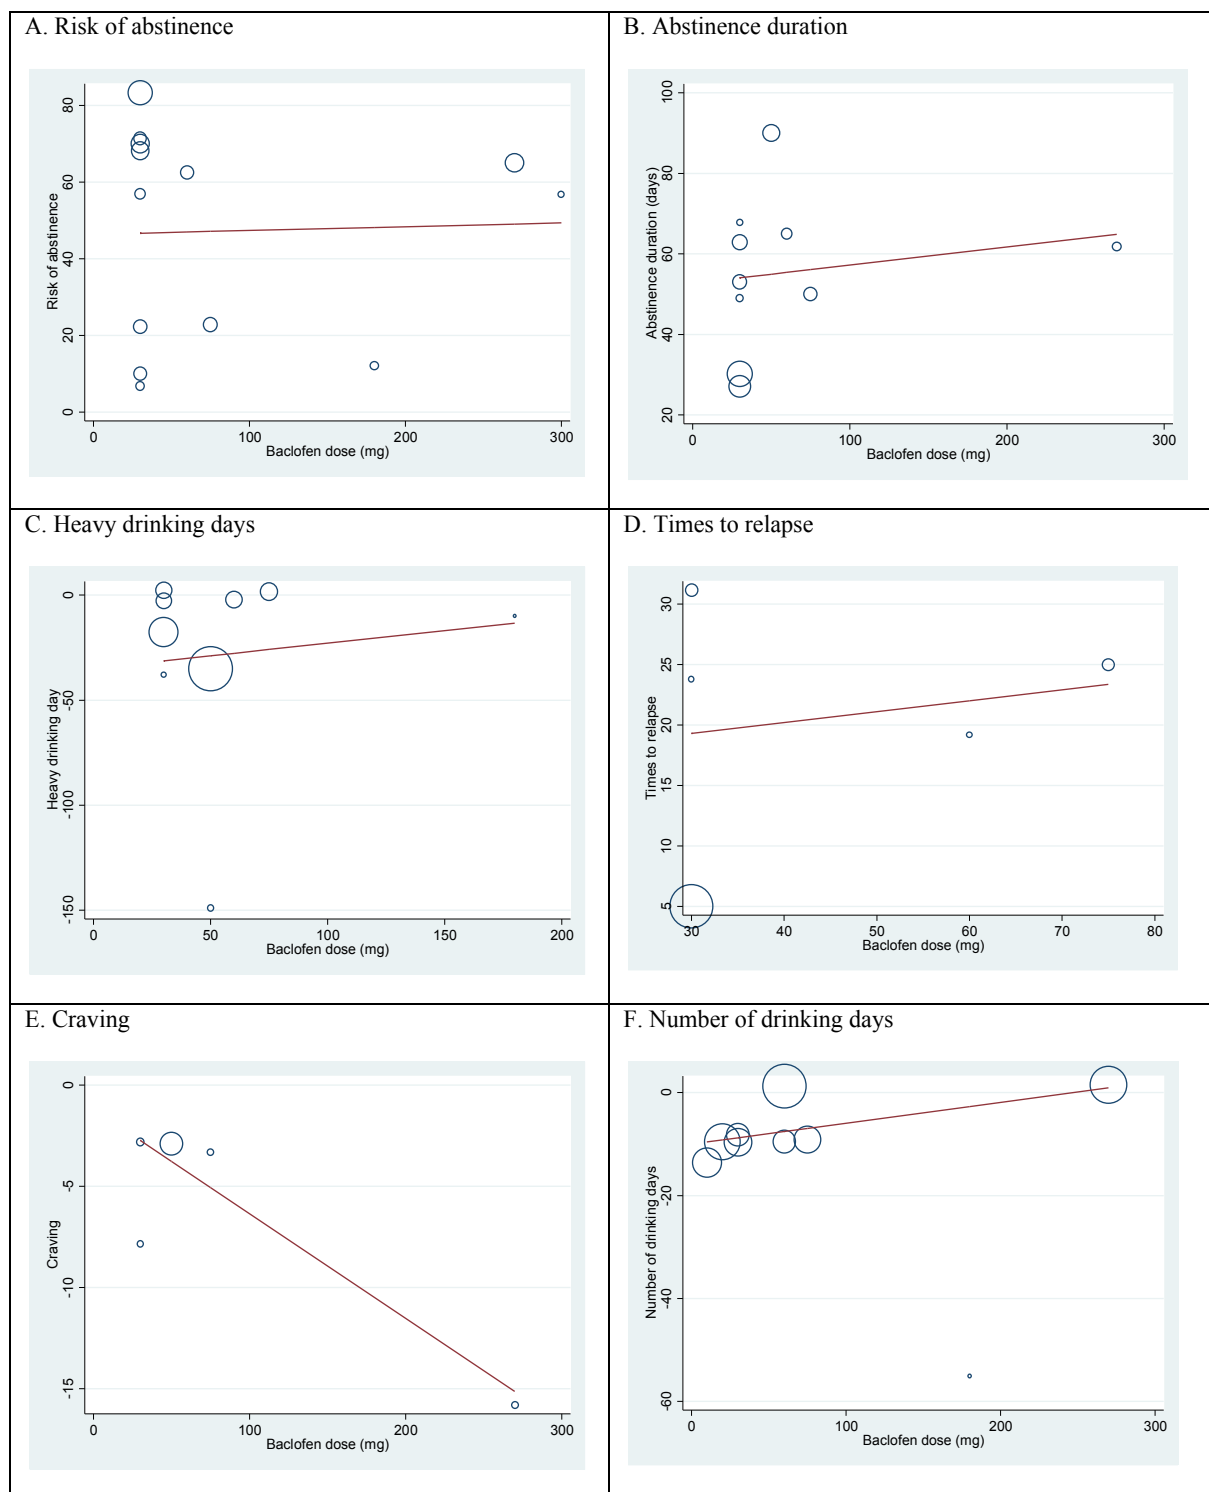 A. Risk of abstinence
80
60
40
20
0
Risk of abstinence
0 100 200 300
Baclofen dose (mg)
B. Abstinence duration
100
80
60
40
20
Abstinence duration (days)
0 100 200 300
Baclofen dose (mg)
C. Heavy drinking days
0
-50
-100
-150
Heavy drinking day
0 50 100 150 200
Baclofen dose (mg)
D. Times to relapse
30
25
20
15
10
5
Times to relapse
30 40 50 60 70 80
Baclofen dose (mg)
E. Craving
0
-5
-10
-15
Craving
0 100 200 300
Baclofen dose (mg)
F. Number of drinking days
0
-20
-40
-60
Number of drinking days
0 100 200 300
Baclofen dose (mg)